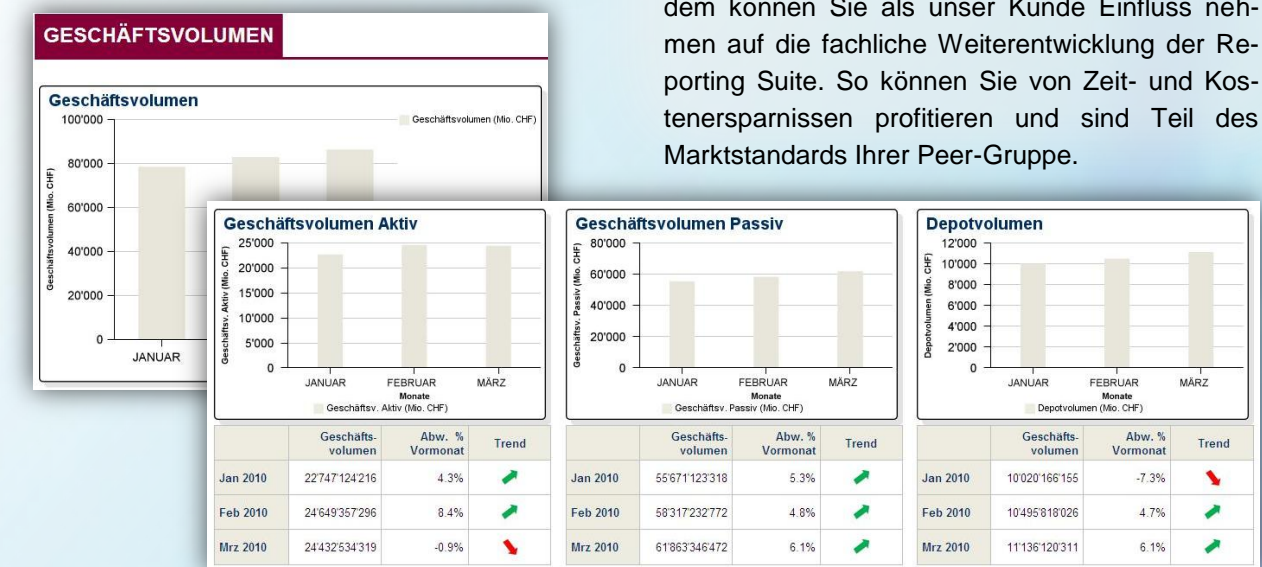 dem können Sie als unser Kunde Einfluss neh-
men auf die fachliche Weiterentwicklung der Re-
porting Suite. So können Sie von Zeit- und Kos-
tenersparnissen profitieren und sind Teil des
Marktstandards Ihrer Peer-Gruppe.
GESCHÄFTSVOLUMEN
Geschäftsvolumen
100'000
80'000
60'000
40'000
20'000
0
Geschäftsvolumen (Mio. CHF)
Geschäftsvolumen (Mio. CHF)
JANUAR
Geschäftsvolumen Aktiv
25'000
20'000
15'000
10'000
5'000
0
Geschäftsv. Aktiv (Mio. CHF)
JANUAR FEBRUAR MÄRZ
Monate
Geschäftsv. Aktiv (Mio. CHF)
Geschäfts- Abw. % Trend
volumen Vormonat
Jan 2010 22'747'124'216 4.3%
Feb 2010 24'649'357'296 8.4%
Mrz 2010 24'432'534'319 -0.9%
Geschäftsvolumen Passiv
80'000
60'000
40'000
20'000
0
Geschäftsv. Passiv (Mio. CHF)
JANUAR FEBRUAR MÄRZ
Monate
Geschäftsv. Passiv (Mio. CHF)
Geschäfts- Abw. % Trend
volumen Vormonat
Jan 2010 55'671'123'318 5.3%
Feb 2010 58'317'232'772 4.8%
Mrz 2010 61'863'346'472 6.1%
Depotvolumen
12'000
10'000
8'000
6'000
4'000
2'000
0
Depotvolumen (Mio. CHF)
JANUAR FEBRUAR MÄRZ
Monate
Depotvolumen (Mio. CHF)
Geschäfts- Abw. % Trend
volumen Vormonat
Jan 2010 10'020'166'155 -7.3%
Feb 2010 10'495'818'026 4.7%
Mrz 2010 11'136'120'311 6.1%